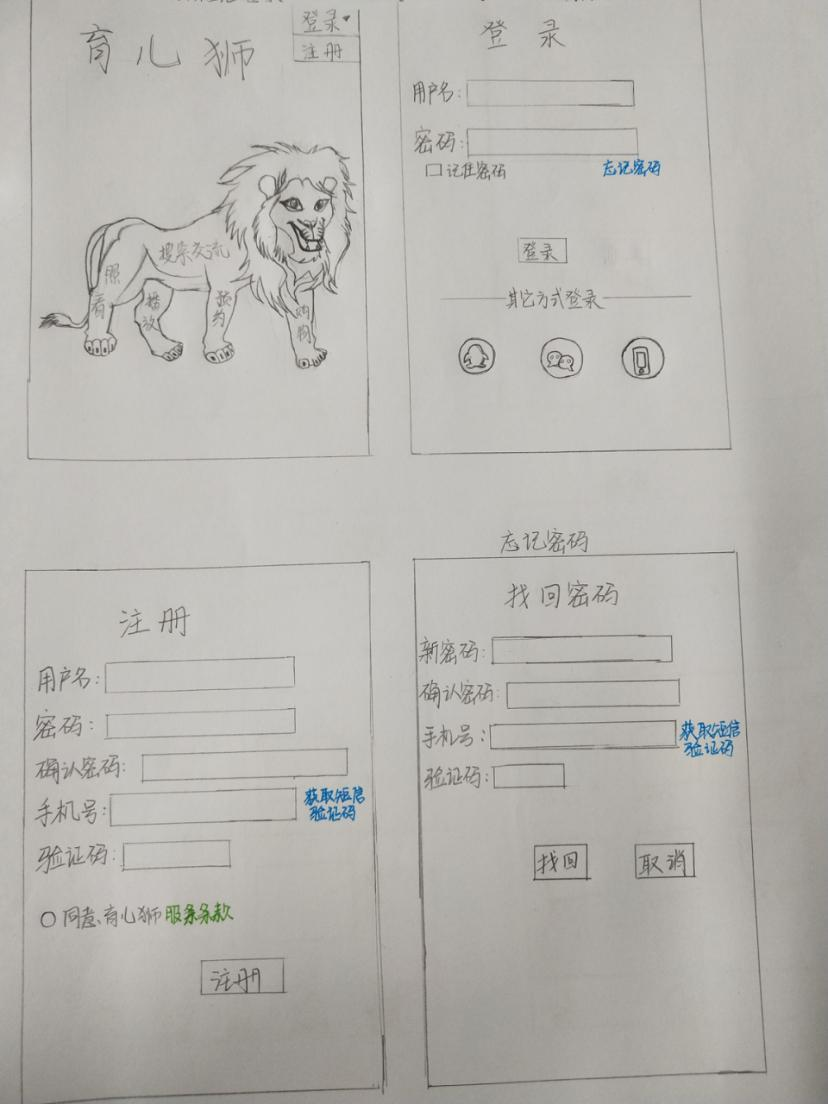 育儿狮
登录
注册
搜索交流
照看
播放
预约
购物
登录
用户名:
密码:
记住密码
忘记密码
登录
其它方式登录
注册
用户名:
密码:
确认密码:
手机号:
获取短信
验证码
验证码:
同意育儿狮服务条款
注册
忘记密码
找回密码
新密码:
确认密码:
手机号:
获取短信
验证码
验证码:
找回
取消